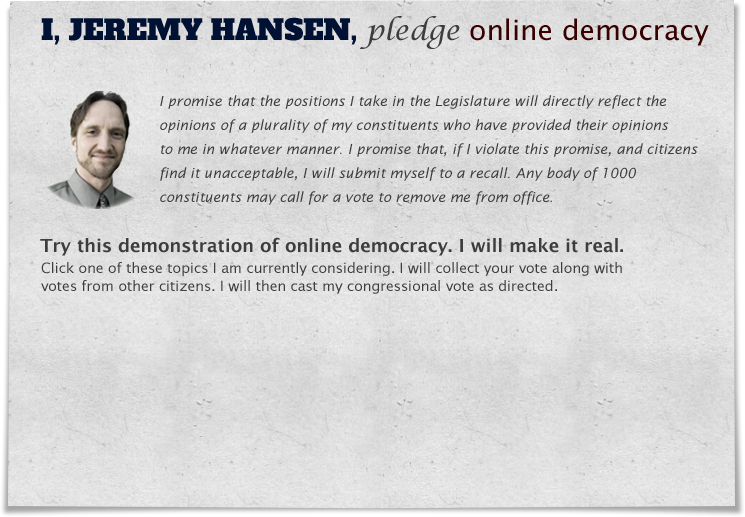 I, JEREMY HANSEN, pledge online democracy
I promise that the positions I take in the Legislature will directly reflect the
opinions of a plurality of my constituents who have provided their opinions
to me in whatever manner. I promise that, if I violate this promise, and citizens
find it unacceptable, I will submit myself to a recall. Any body of 1000
constituents may call for a vote to remove me from office.
Try this demonstration of online democracy. I will make it real.
Click one of these topics I am currently considering. I will collect your vote along with
votes from other citizens. I will then cast my congressional vote as directed.